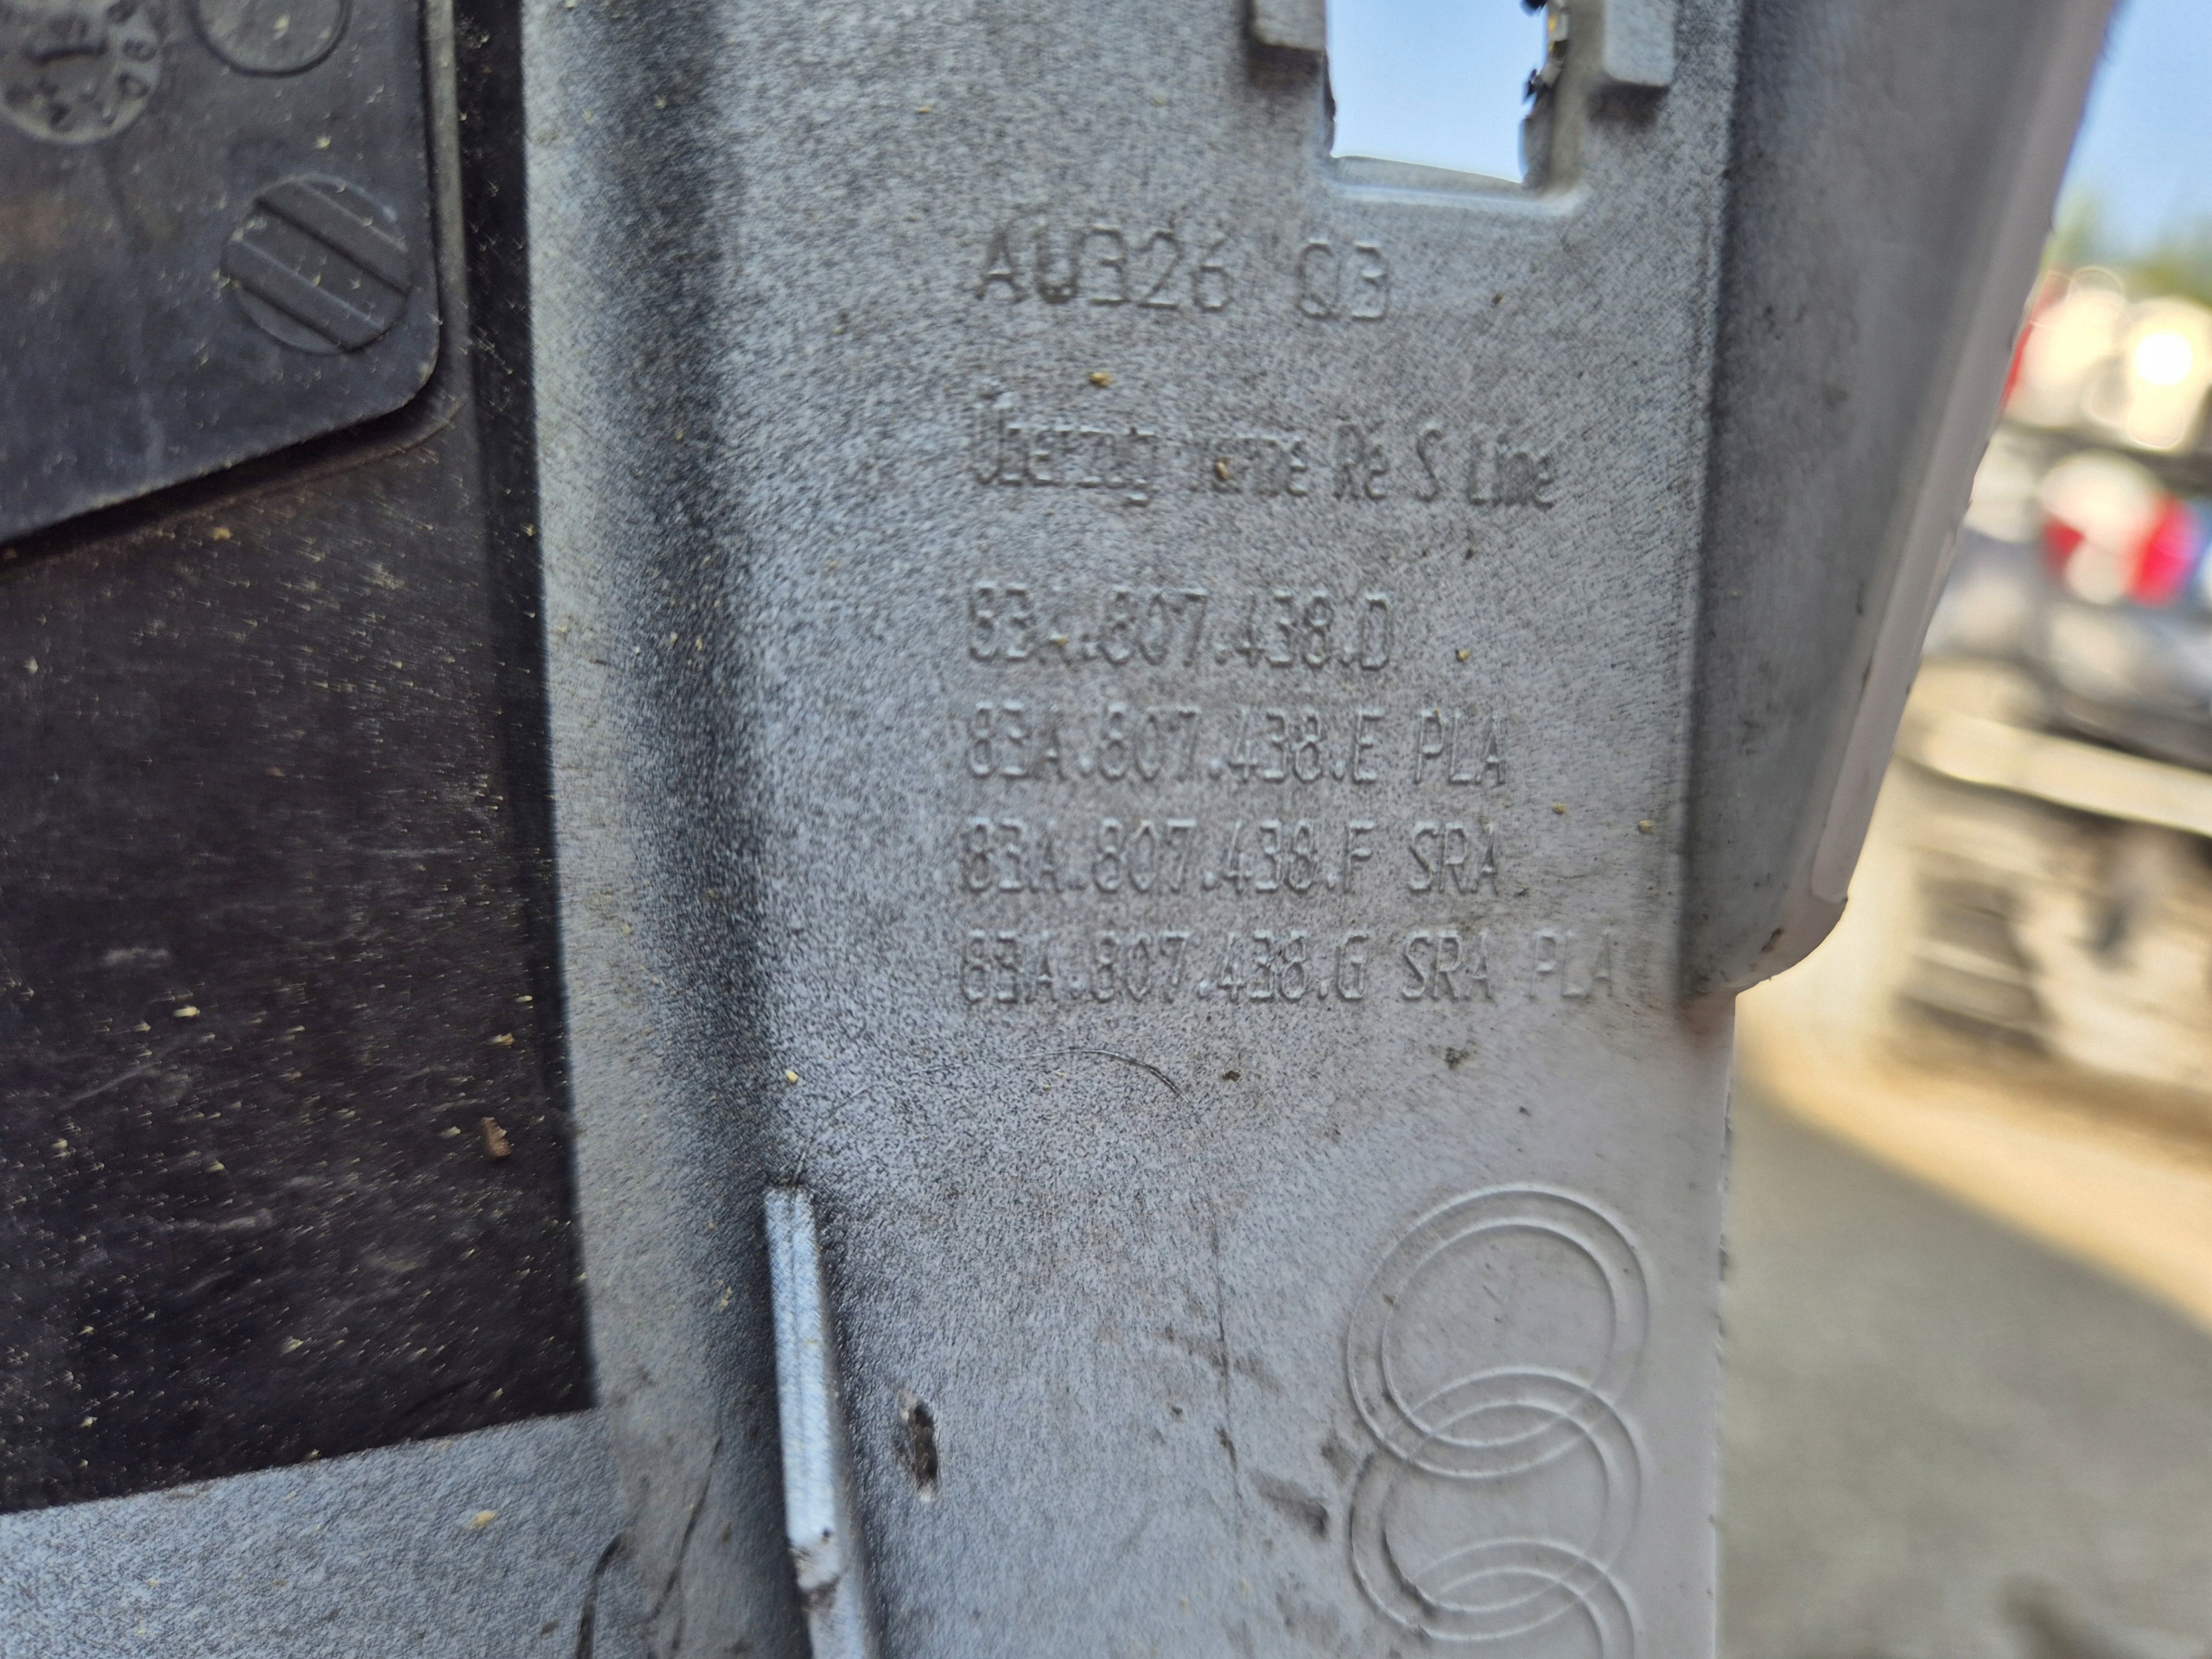 AU326 Q3
Überzug vorne Re S Line
83A.807.438.D
83A.807.438.E PLA
83A.807.438.F SRA
83A.807.438.G SRA PLA